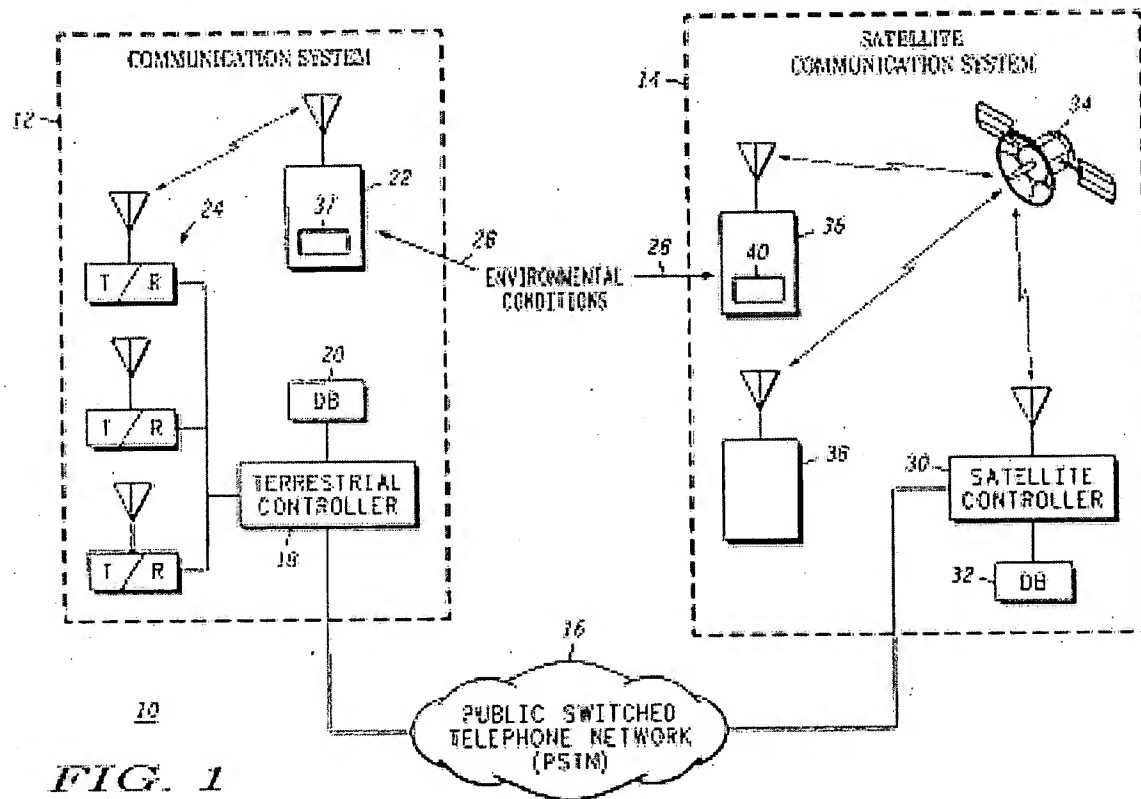 COMMUNICATION SYSTEM
12
22
37
24
T / R
26
ENVIRONMENTAL
CONDITIONS
T / R
20
DB
TERRESTRIAL
CONTROLLER
18
T / R
SATELLITE
COMMUNICATION SYSTEM
14
34
36
40
28
36
30
SATELLITE
CONTROLLER
32
DB
16
PUBLIC SWITCHED
TELEPHONE NETWORK
(PSTN)
10
FIG. 1